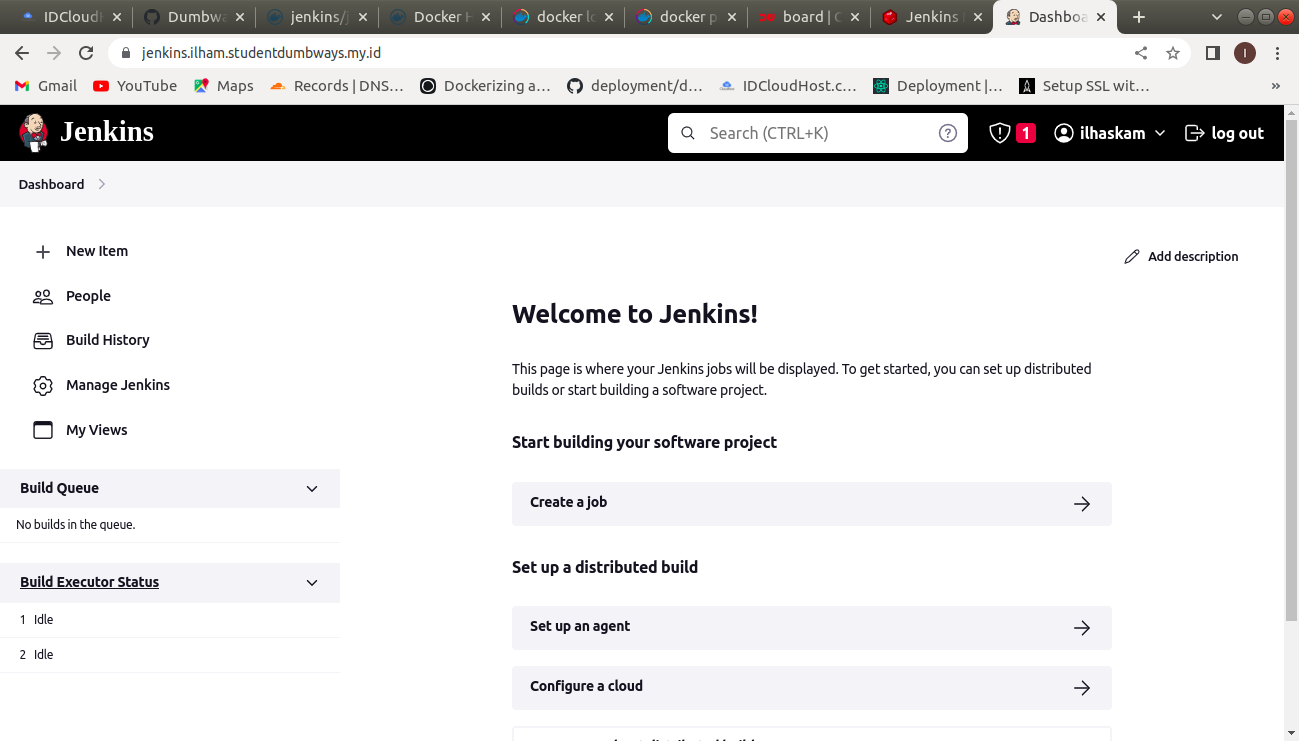 IDCloudH
Dumbwa
jenkins/j
Docker H
docker lo
docker p
board | C
Jenkins
Dashboa
jenkins.ilham.studentdumbways.my.id
I
Gmail
YouTube
Maps
Records | DNS…
Dockerizing a…
deployment/d…
IDCloudHost.c…
Deployment |…
Setup SSL wit…
»
Jenkins
Search (CTRL+K)
1
ilhaskam
log out
Dashboard
New Item
Add description
People
Build History
Manage Jenkins
My Views
Build Queue
No builds in the queue.
Build Executor Status
1 Idle
2 Idle
Welcome to Jenkins!
This page is where your Jenkins jobs will be displayed. To get started, you can set up distributed
builds or start building a software project.
Start building your software project
Create a job
Set up a distributed build
Set up an agent
Configure a cloud